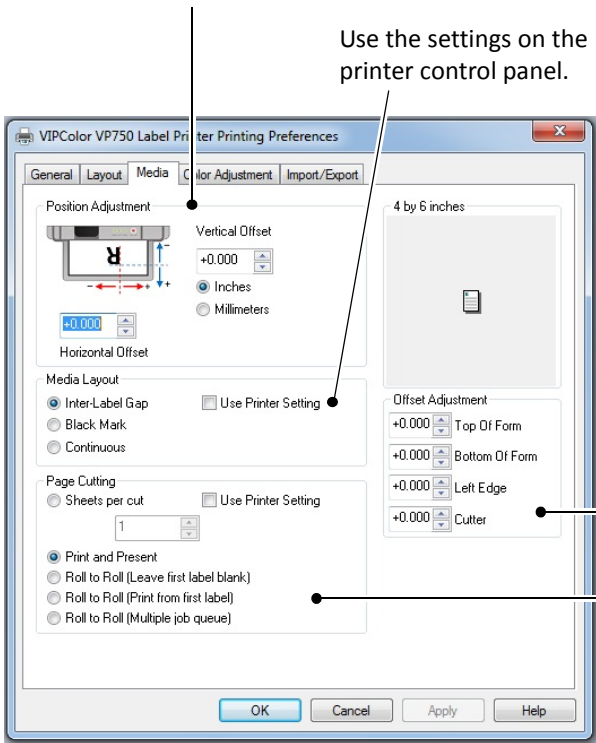 Use the settings on the
printer control panel.
VIPColor VP750 Label Printer Printing Preferences
General Layout Media Color Adjustment Import/Export
Position Adjustment
Vertical Offset
R
+0.000
Inches
Millimeters
+0.000
Horizontal Offset
4 by 6 inches
Media Layout
Inter-Label Gap Use Printer Setting
Black Mark
Continuous
Offset Adjustment
+0.000 Top Of Form
+0.000 Bottom Of Form
+0.000 Left Edge
+0.000 Cutter
Page Cutting
Sheets per cut Use Printer Setting
1
Print and Present
Roll to Roll (Leave first label blank)
Roll to Roll (Print from first label)
Roll to Roll (Multiple job queue)
OK Cancel Apply Help